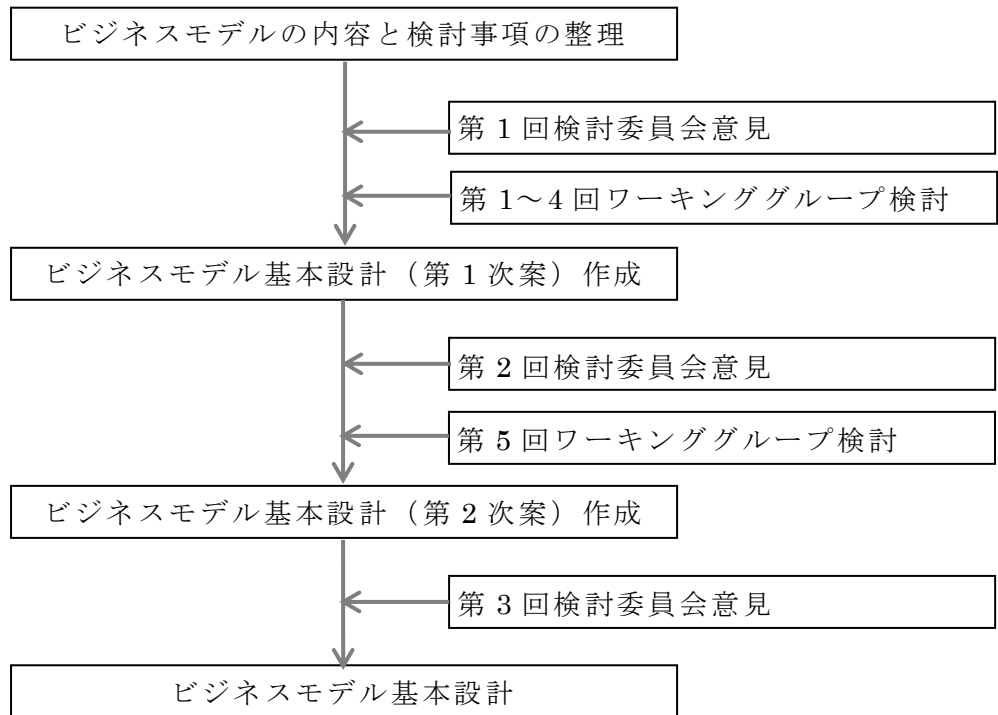 ビジネスモデルの内容と検討事項の整理
第1回検討委員会意見
第1～4回ワーキンググループ検討
ビジネスモデル基本設計（第1次案）作成
第2回検討委員会意見
第5回ワーキンググループ検討
ビジネスモデル基本設計（第2次案）作成
第3回検討委員会意見
ビジネスモデル基本設計